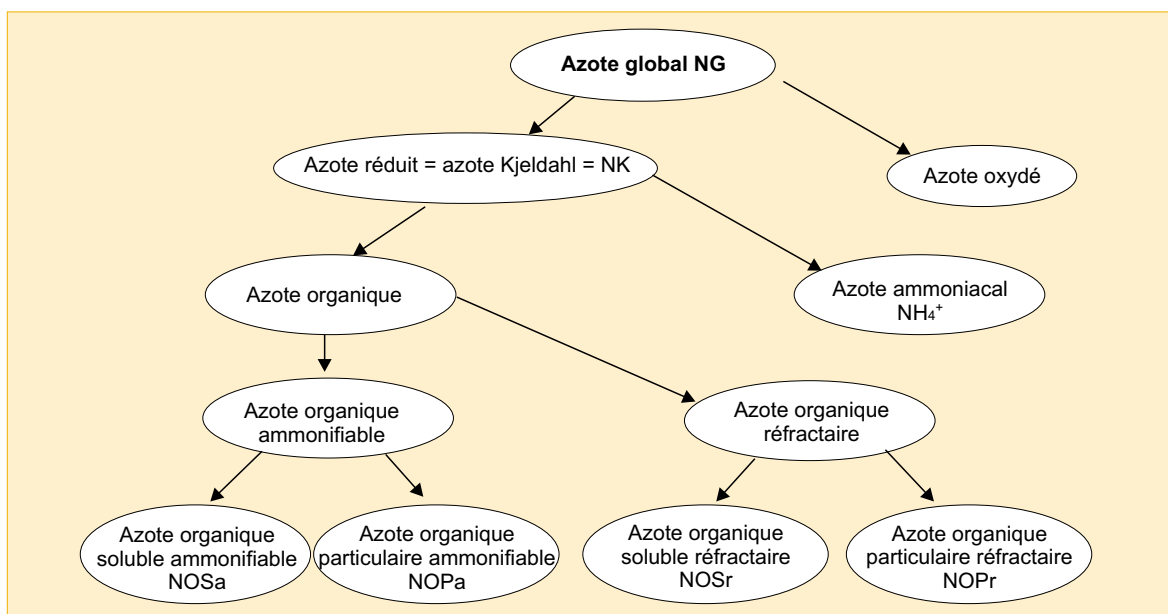 Azote global NG
Azote réduit = azote Kjeldahl = NK
Azote oxydé
Azote organique
Azote ammoniacal
NH₄⁺
Azote organique
ammonifiable
Azote organique
réfractaire
Azote organique
soluble ammonifiable
NOSa
Azote organique
particulaire ammonifiable
NOPa
Azote organique
soluble réfractaire
NOSr
Azote organique
particulaire réfractaire
NOPr